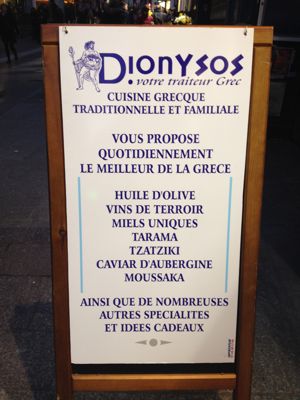 DIONYSOS
votre traiteur Grec
CUISINE GRECQUE
TRADITIONNELLE ET FAMILIALE
VOUS PROPOSE
QUOTIDIENNEMENT
LE MEILLEUR DE LA GRECE
HUILE D'OLIVE
VINS DE TERROIR
MIELS UNIQUES
TARAMA
TZATZIKI
CAVIAR D'AUBERGINE
MOUSSAKA
AINSI QUE DE NOMBREUSES
AUTRES SPECIALITES
ET IDEES CADEAUX